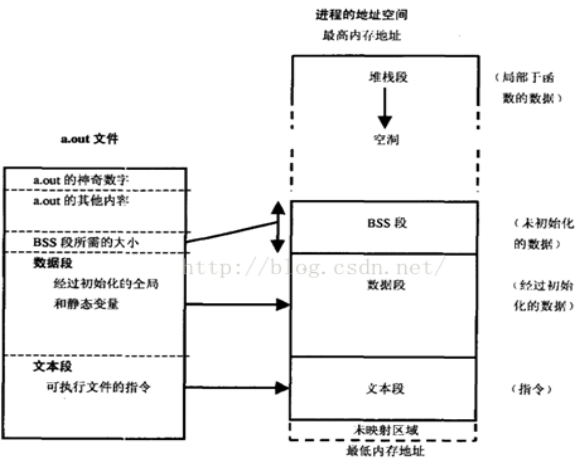 进程的地址空间
最高内存地址
堆栈段
（局部于函
数的数据）
空洞
a.out 文件
a.out 的神奇数字
a.out 的其他内容
BSS 段所需的大小
数据段
经过初始化的全局
和静态变量
文本段
可执行文件的指令
BSS 段
（未初始化
的数据）
http://blog.csdn.net/
数据段
（经过初始
化的数据）
文本段
（指令）
未映射区域
最低内存地址